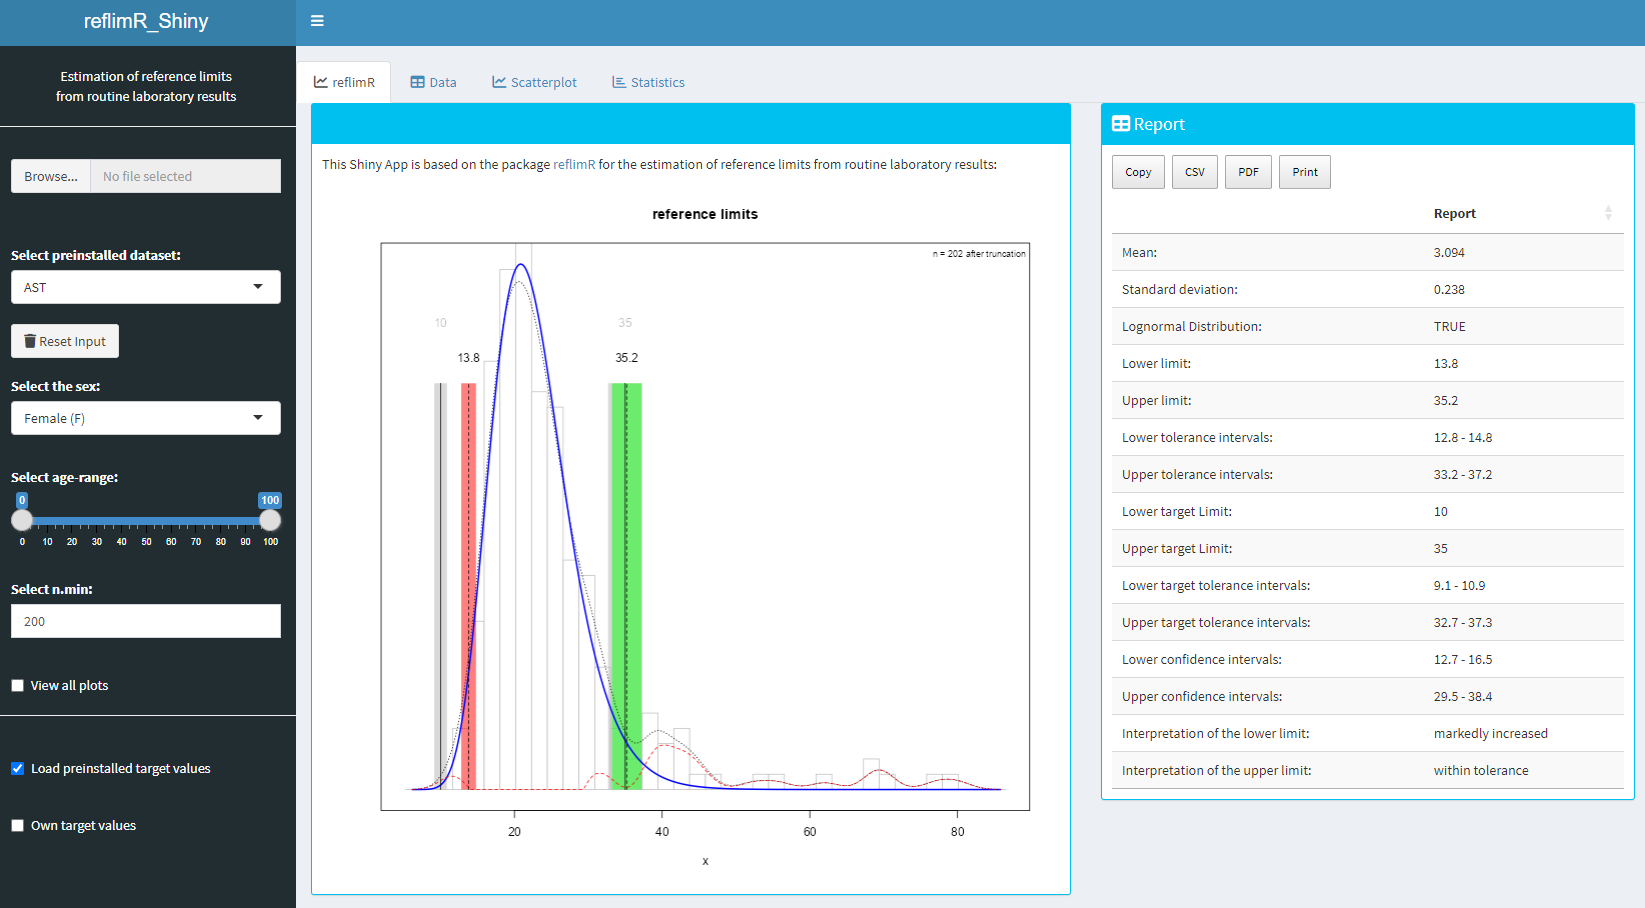 reflimR_Shiny
Estimation of reference limits
from routine laboratory results
Browse... No file selected
Select preinstalled dataset:
AST
Reset Input
Select the sex:
Female (F)
Select age-range:
0 100
0 10 20 30 40 50 60 70 80 90 100
Select n.min:
200
View all plots
Load preinstalled target values
Own target values
reflimR Data Scatterplot Statistics
This Shiny App is based on the package reflimR for the estimation of reference limits from routine laboratory results:
reference limits
n = 202 after truncation
10 35
13.8 35.2
20 40 60 80
x
Report
Copy CSV PDF Print
Report
Mean: 3.094
Standard deviation: 0.238
Lognormal Distribution: TRUE
Lower limit: 13.8
Upper limit: 35.2
Lower tolerance intervals: 12.8 - 14.8
Upper tolerance intervals: 33.2 - 37.2
Lower target Limit: 10
Upper target Limit: 35
Lower target tolerance intervals: 9.1 - 10.9
Upper target tolerance intervals: 32.7 - 37.3
Lower confidence intervals: 12.7 - 16.5
Upper confidence intervals: 29.5 - 38.4
Interpretation of the lower limit: markedly increased
Interpretation of the upper limit: within tolerance